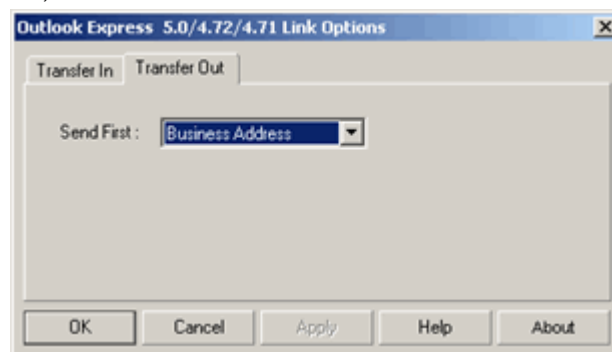 Outlook Express 5.0/4.72/4.71 Link Options
Transfer In Transfer Out
Send First : Business Address
OK Cancel Apply Help About